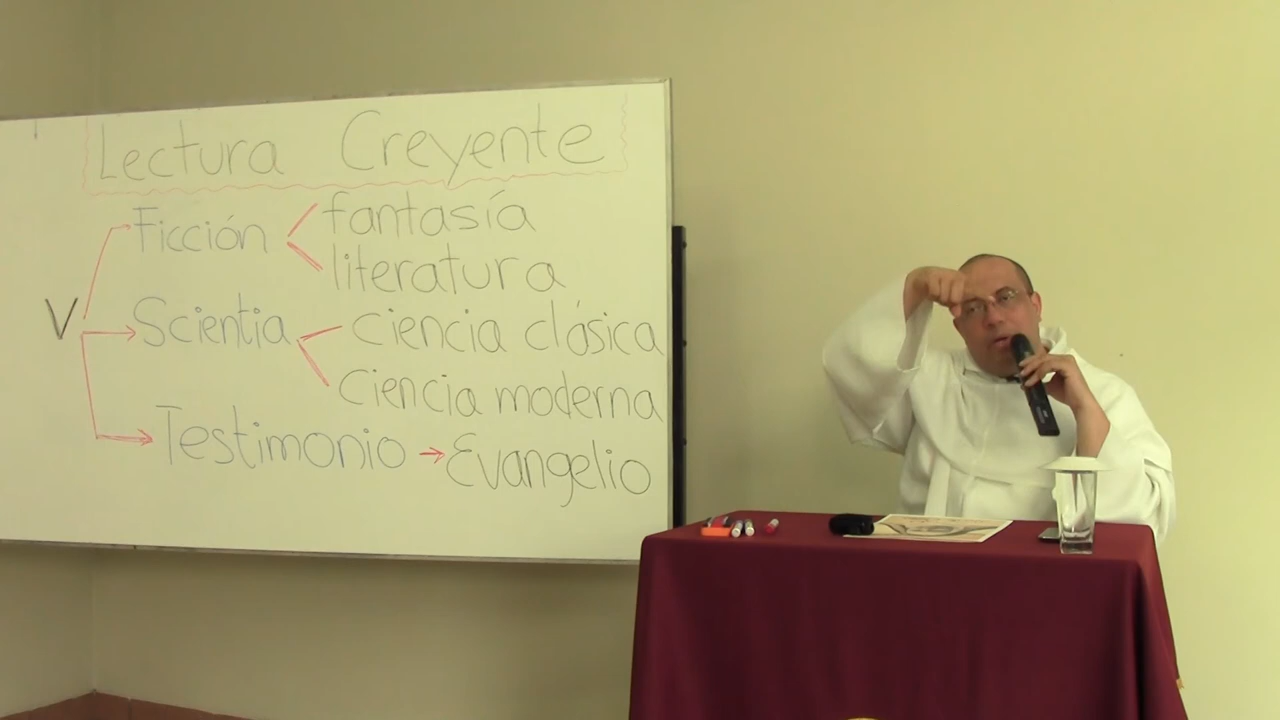 Lectura Creyente
Ficción fantasía
literatura
V Scientia ciencia clásica
ciencia moderna
Testimonio → Evangelio